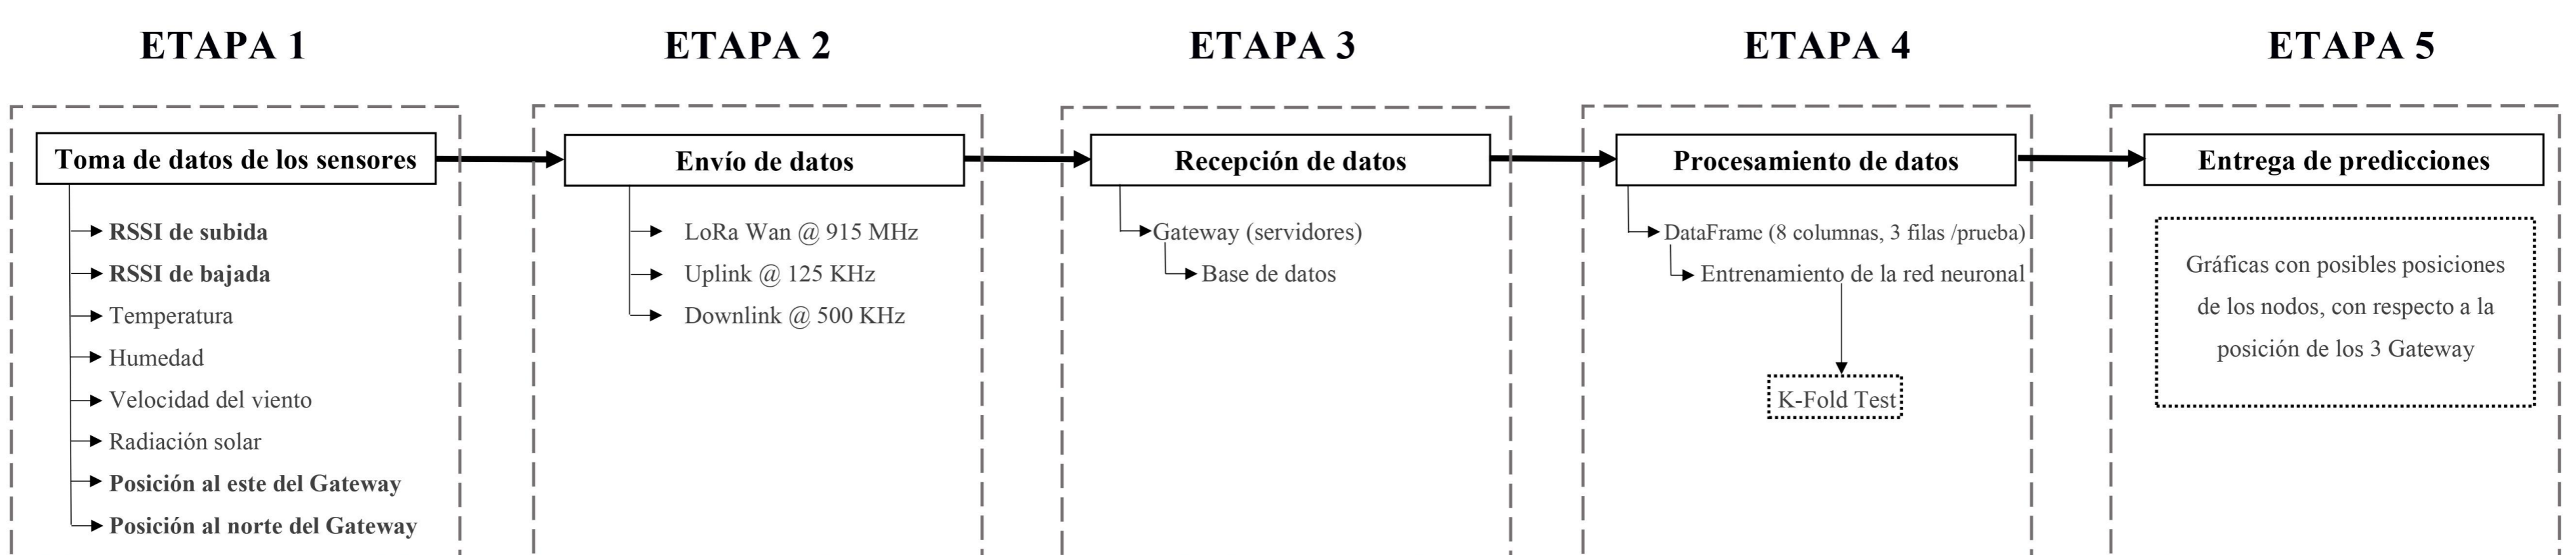 ETAPA 1
ETAPA 2
ETAPA 3
ETAPA 4
ETAPA 5
Toma de datos de los sensores
RSSI de subida
RSSI de bajada
Temperatura
Humedad
Velocidad del viento
Radiación solar
Posición al este del Gateway
Posición al norte del Gateway
Envío de datos
LoRa Wan @ 915 MHz
Uplink @ 125 KHz
Downlink @ 500 KHz
Recepción de datos
Gateway (servidores)
Base de datos
Procesamiento de datos
DataFrame (8 columnas, 3 filas /prueba)
Entrenamiento de la red neuronal
K-Fold Test
Entrega de predicciones
Gráficas con posibles posiciones
de los nodos, con respecto a la
posición de los 3 Gateway